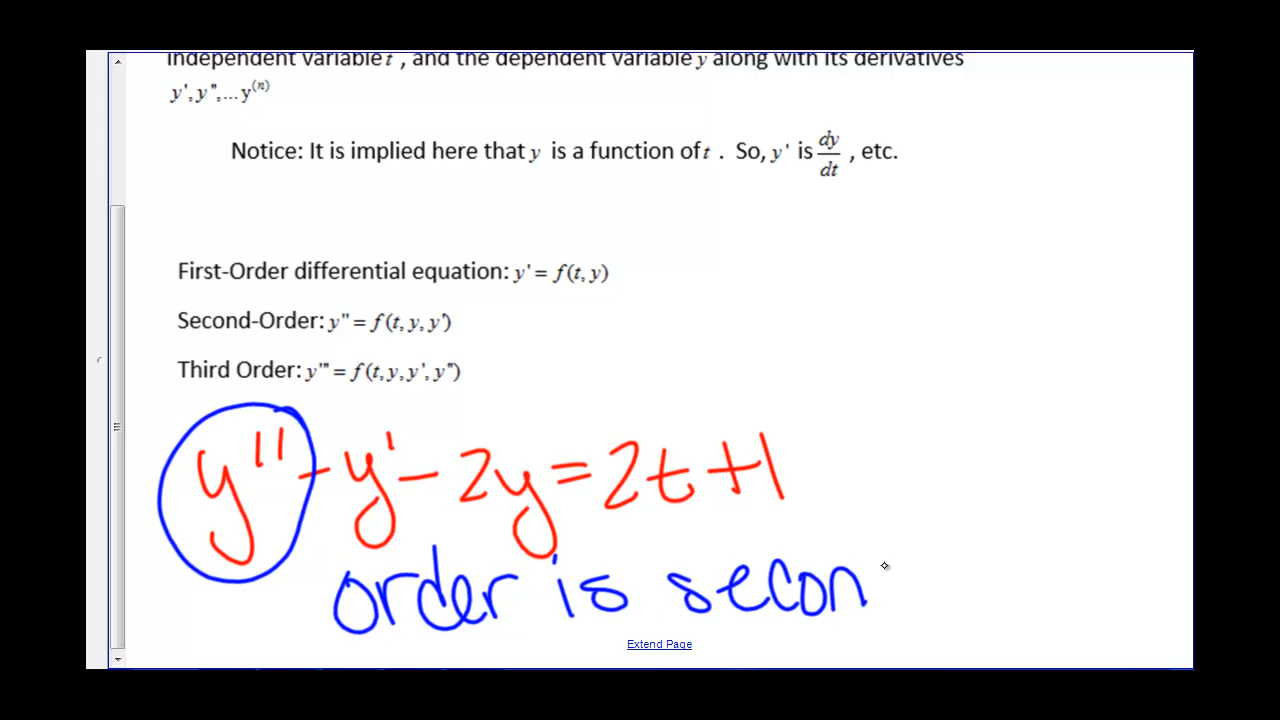 independent variable t , and the dependent variable y along with its derivatives
y',y'',...y⁽ⁿ⁾
Notice: It is implied here that y is a function of t . So, y' is dy/dt , etc.
First-Order differential equation: y' = f(t, y)
Second-Order: y'' = f(t, y, y')
Third Order: y''' = f(t, y, y', y'')
y'' - y' - 2y = 2t + 1
order is secon
Extend Page